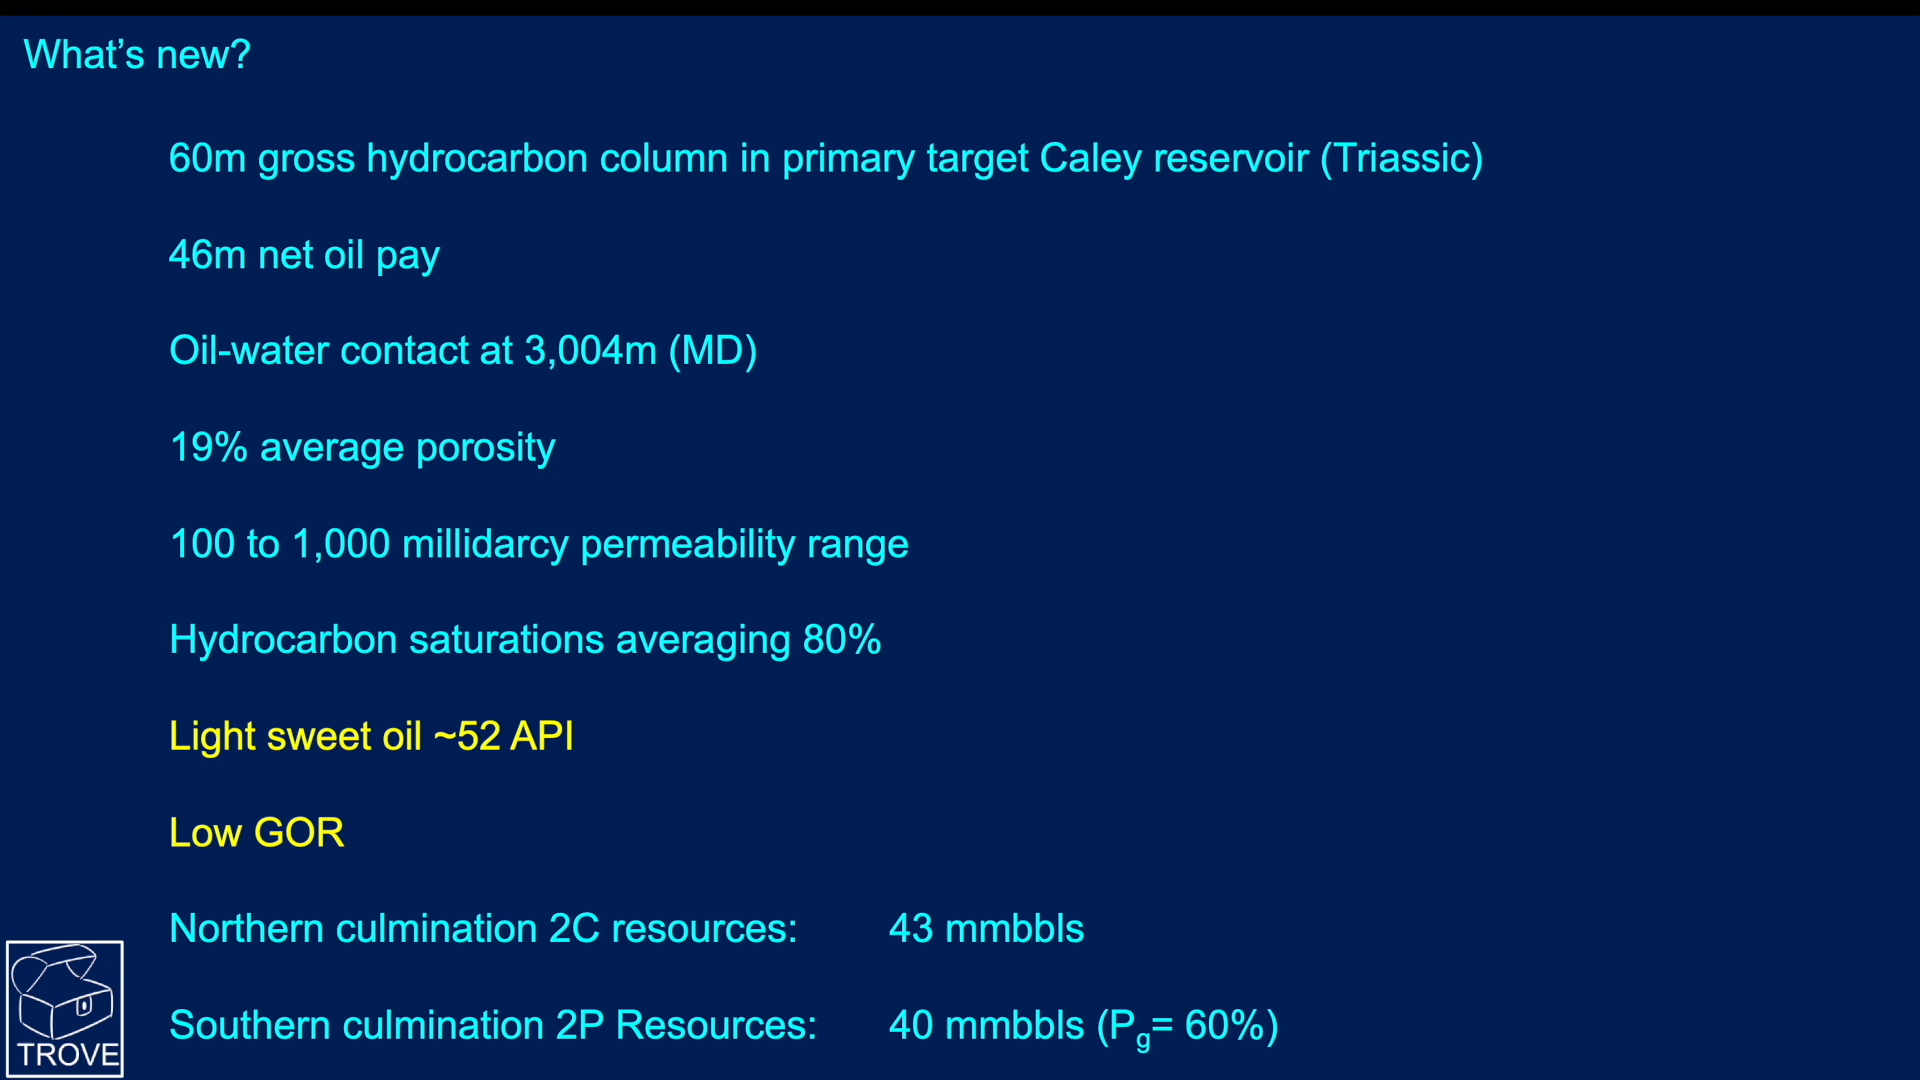 What’s new?
60m gross hydrocarbon column in primary target Caley reservoir (Triassic)
46m net oil pay
Oil-water contact at 3,004m (MD)
19% average porosity
100 to 1,000 millidarcy permeability range
Hydrocarbon saturations averaging 80%
Light sweet oil ~52 API
Low GOR
Northern culmination 2C resources: 43 mmbbls
Southern culmination 2P Resources: 40 mmbbls (Pg= 60%)
TROVE